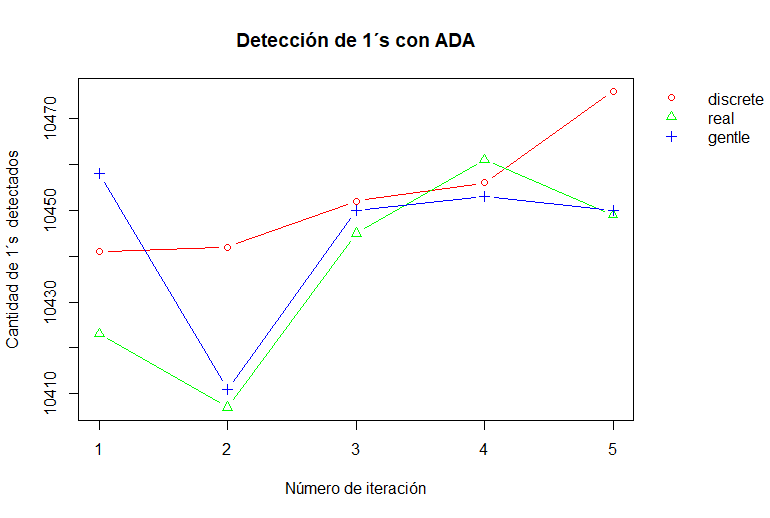 Detección de 1´s con ADA
Cantidad de 1´s  detectados
10470
10450
10430
10410
1 2 3 4 5
Número de iteración
discrete
real
gentle